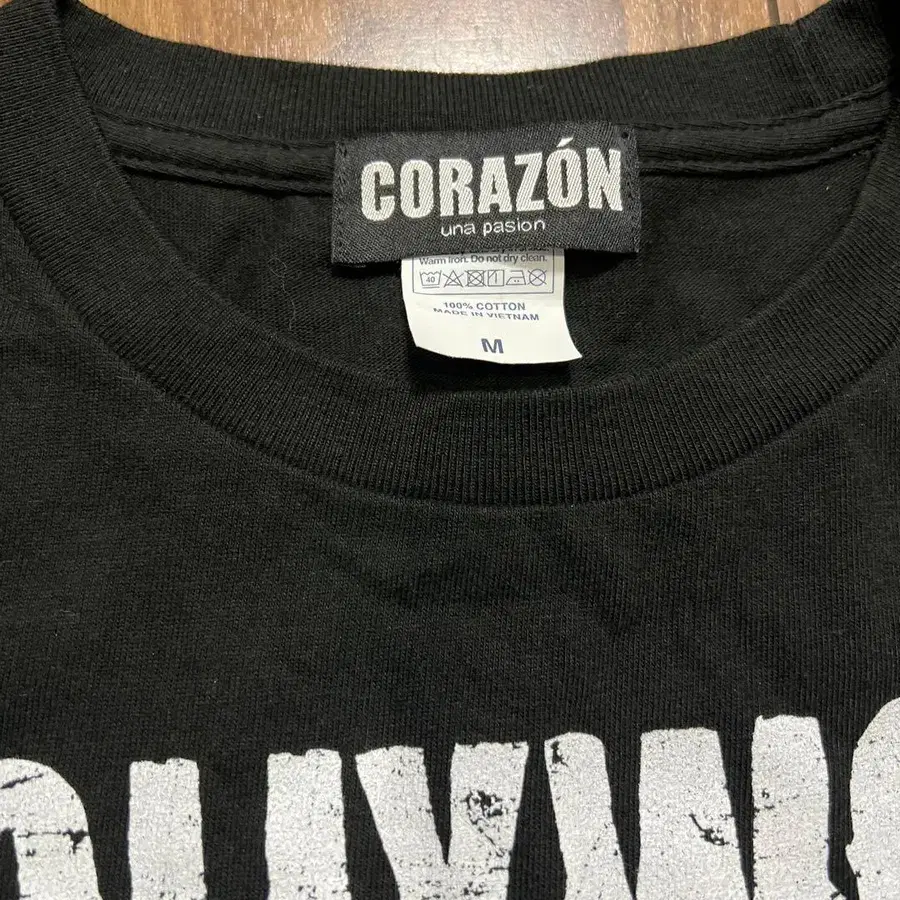 CORAZÓN
una pasion
Warm Iron. Do not dry clean.
40
100% COTTON
MADE IN VIETNAM
M